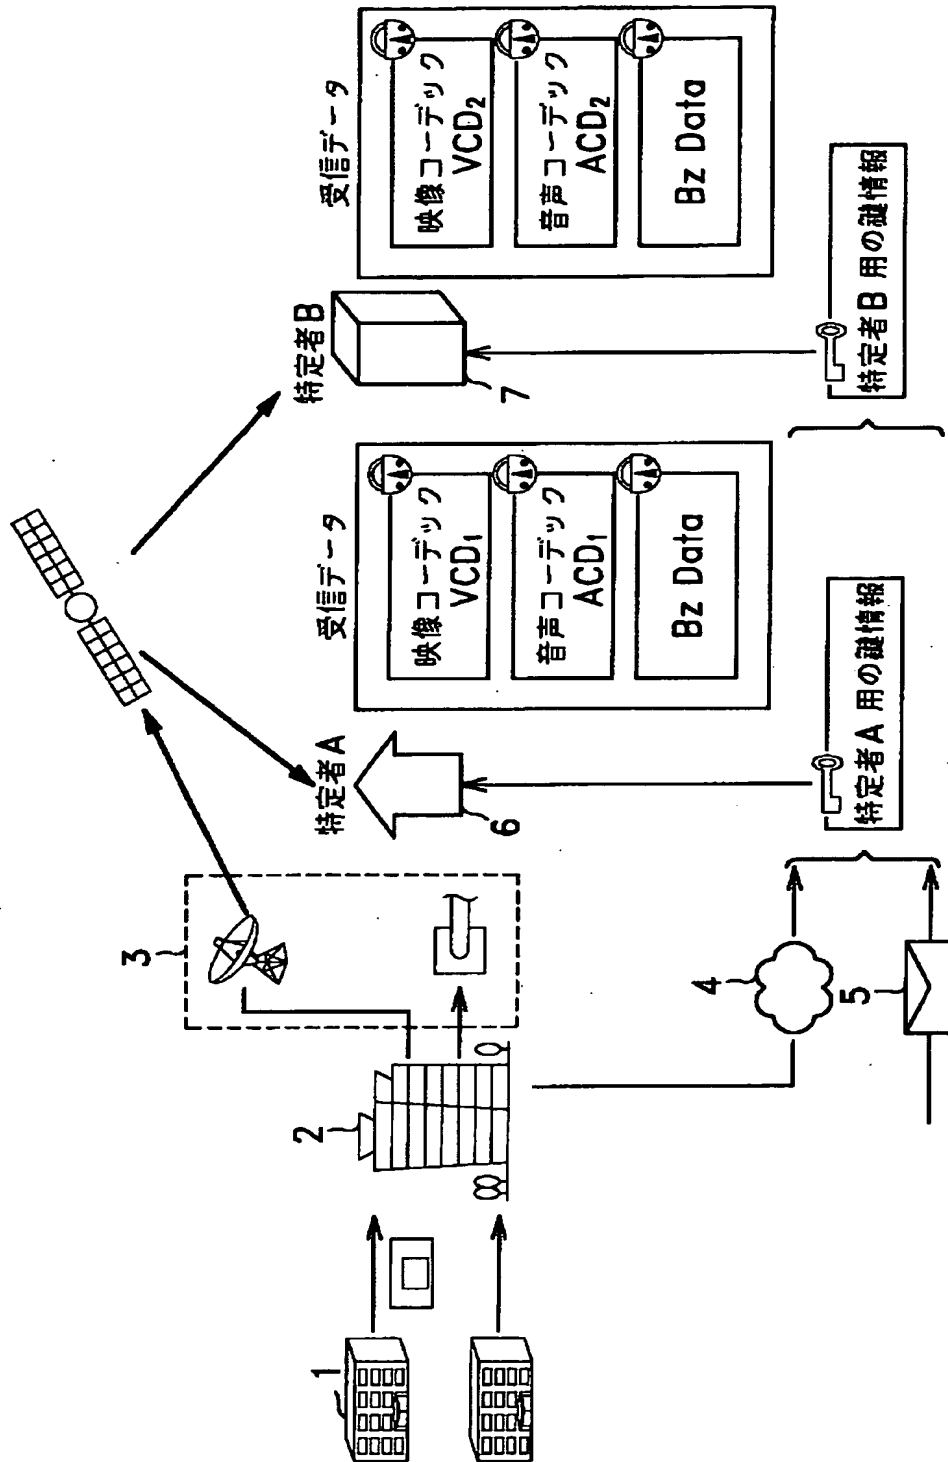 1
2
3
4
5
特定者A
6
受信データ
映像コーデック
VCD₁
音声コーデック
ACD₁
Bz Data
特定者A 用の鍵情報
特定者B
7
受信データ
映像コーデック
VCD₂
音声コーデック
ACD₂
Bz Data
特定者B 用の鍵情報